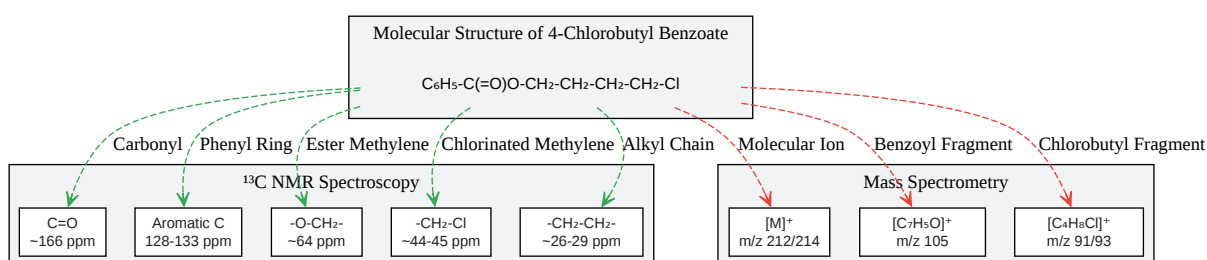 Molecular Structure of 4-Chlorobutyl Benzoate
C₆H₅-C(=O)O-CH₂-CH₂-CH₂-CH₂-Cl
Carbonyl
Phenyl Ring
Ester Methylene
Chlorinated Methylene
Alkyl Chain
Molecular Ion
Benzoyl Fragment
Chlorobutyl Fragment
¹³C NMR Spectroscopy
C=O
~166 ppm
Aromatic C
128-133 ppm
-O-CH₂-
~64 ppm
-CH₂-Cl
~44-45 ppm
-CH₂-CH₂-
~26-29 ppm
Mass Spectrometry
[M]⁺
m/z 212/214
[C₇H₅O]⁺
m/z 105
[C₄H₈Cl]⁺
m/z 91/93